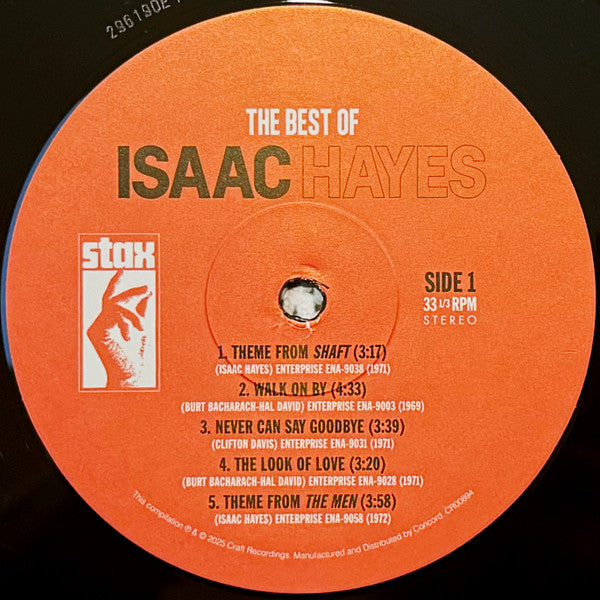 296190E1
THE BEST OF
ISAAC HAYES
stax
SIDE 1
33 1/3 RPM
STEREO
1. THEME FROM SHAFT (3:17)
(ISAAC HAYES) ENTERPRISE ENA-9038 (1971)
2. WALK ON BY (4:33)
(BURT BACHARACH-HAL DAVID) ENTERPRISE ENA-9003 (1969)
3. NEVER CAN SAY GOODBYE (3:39)
(CLIFTON DAVIS) ENTERPRISE ENA-9031 (1971)
4. THE LOOK OF LOVE (3:20)
(BURT BACHARACH-HAL DAVID) ENTERPRISE ENA-9028 (1971)
5. THEME FROM THE MEN (3:58)
(ISAAC HAYES) ENTERPRISE ENA-9058 (1972)
This compilation ℗ & © 2025 Craft Recordings. Manufactured and Distributed by Concord. CR00894